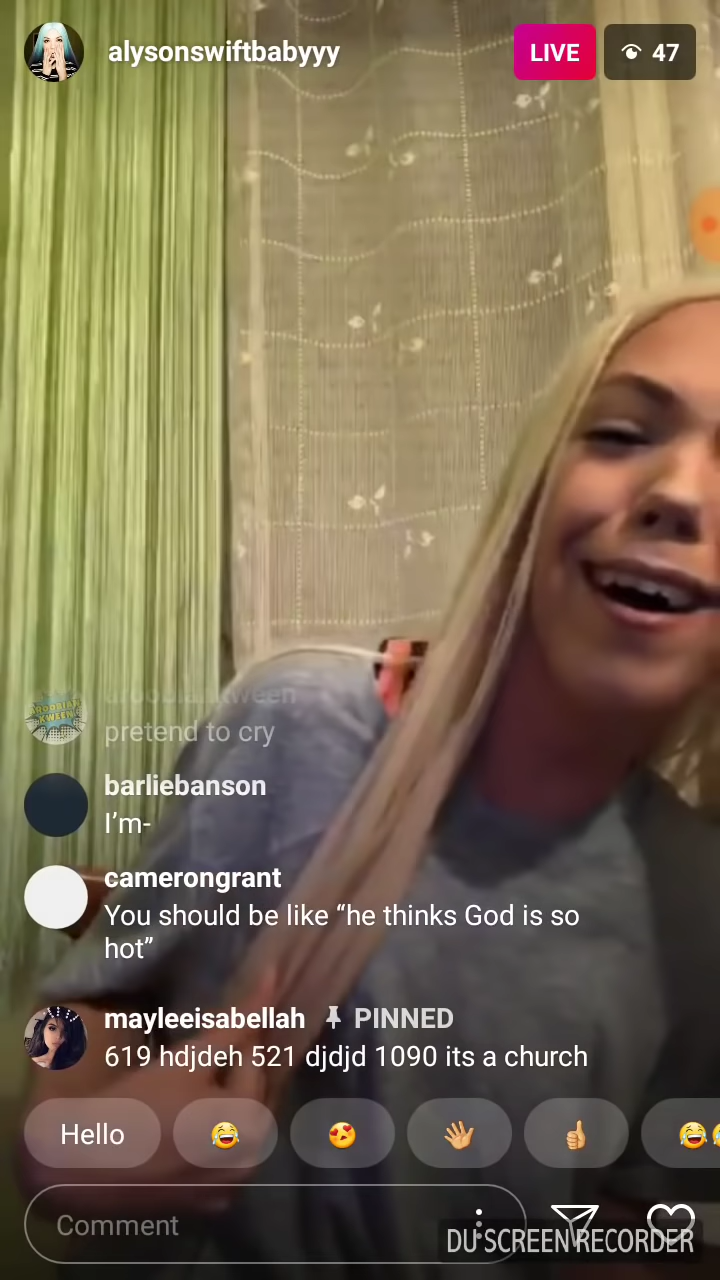 alysonswiftbabyyy
LIVE
47
aroobiankween
pretend to cry
barliebanson
I'm-
camerongrant
You should be like “he thinks God is so
hot”
mayleeisabellah PINNED
619 hdjdeh 521 djdjd 1090 its a church
Hello
Comment
DU SCREEN RECORDER